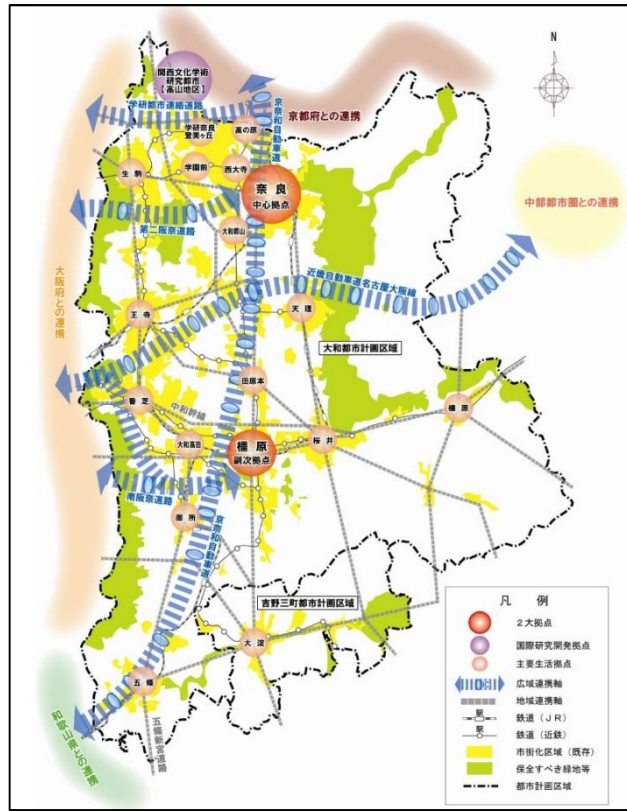 N
関西文化学術
研究都市
【高山地区】
京都府との連携
学研都市連絡道路
京奈和自動車道
学研奈良
登美ヶ丘
高の原
生駒
学園前
西大寺
奈良
中心拠点
中部都市圏との連携
第二阪奈道路
大和郡山
近畿自動車道名古屋大阪線
大阪府との連携
王寺
天理
大和都市計画区域
田原本
香芝
中和幹線
榛原
大和高田
橿原
副次拠点
桜井
南阪奈道路
御所
京奈和自動車道
吉野三町都市計画区域
大淀
五條
和歌山県との連携
五條新宮道路
凡例
2大拠点
国際研究開発拠点
主要生活拠点
広域連携軸
地域連携軸
駅
鉄道(JR)
駅
鉄道(近鉄)
市街化区域(既存)
保全すべき緑地等
都市計画区域